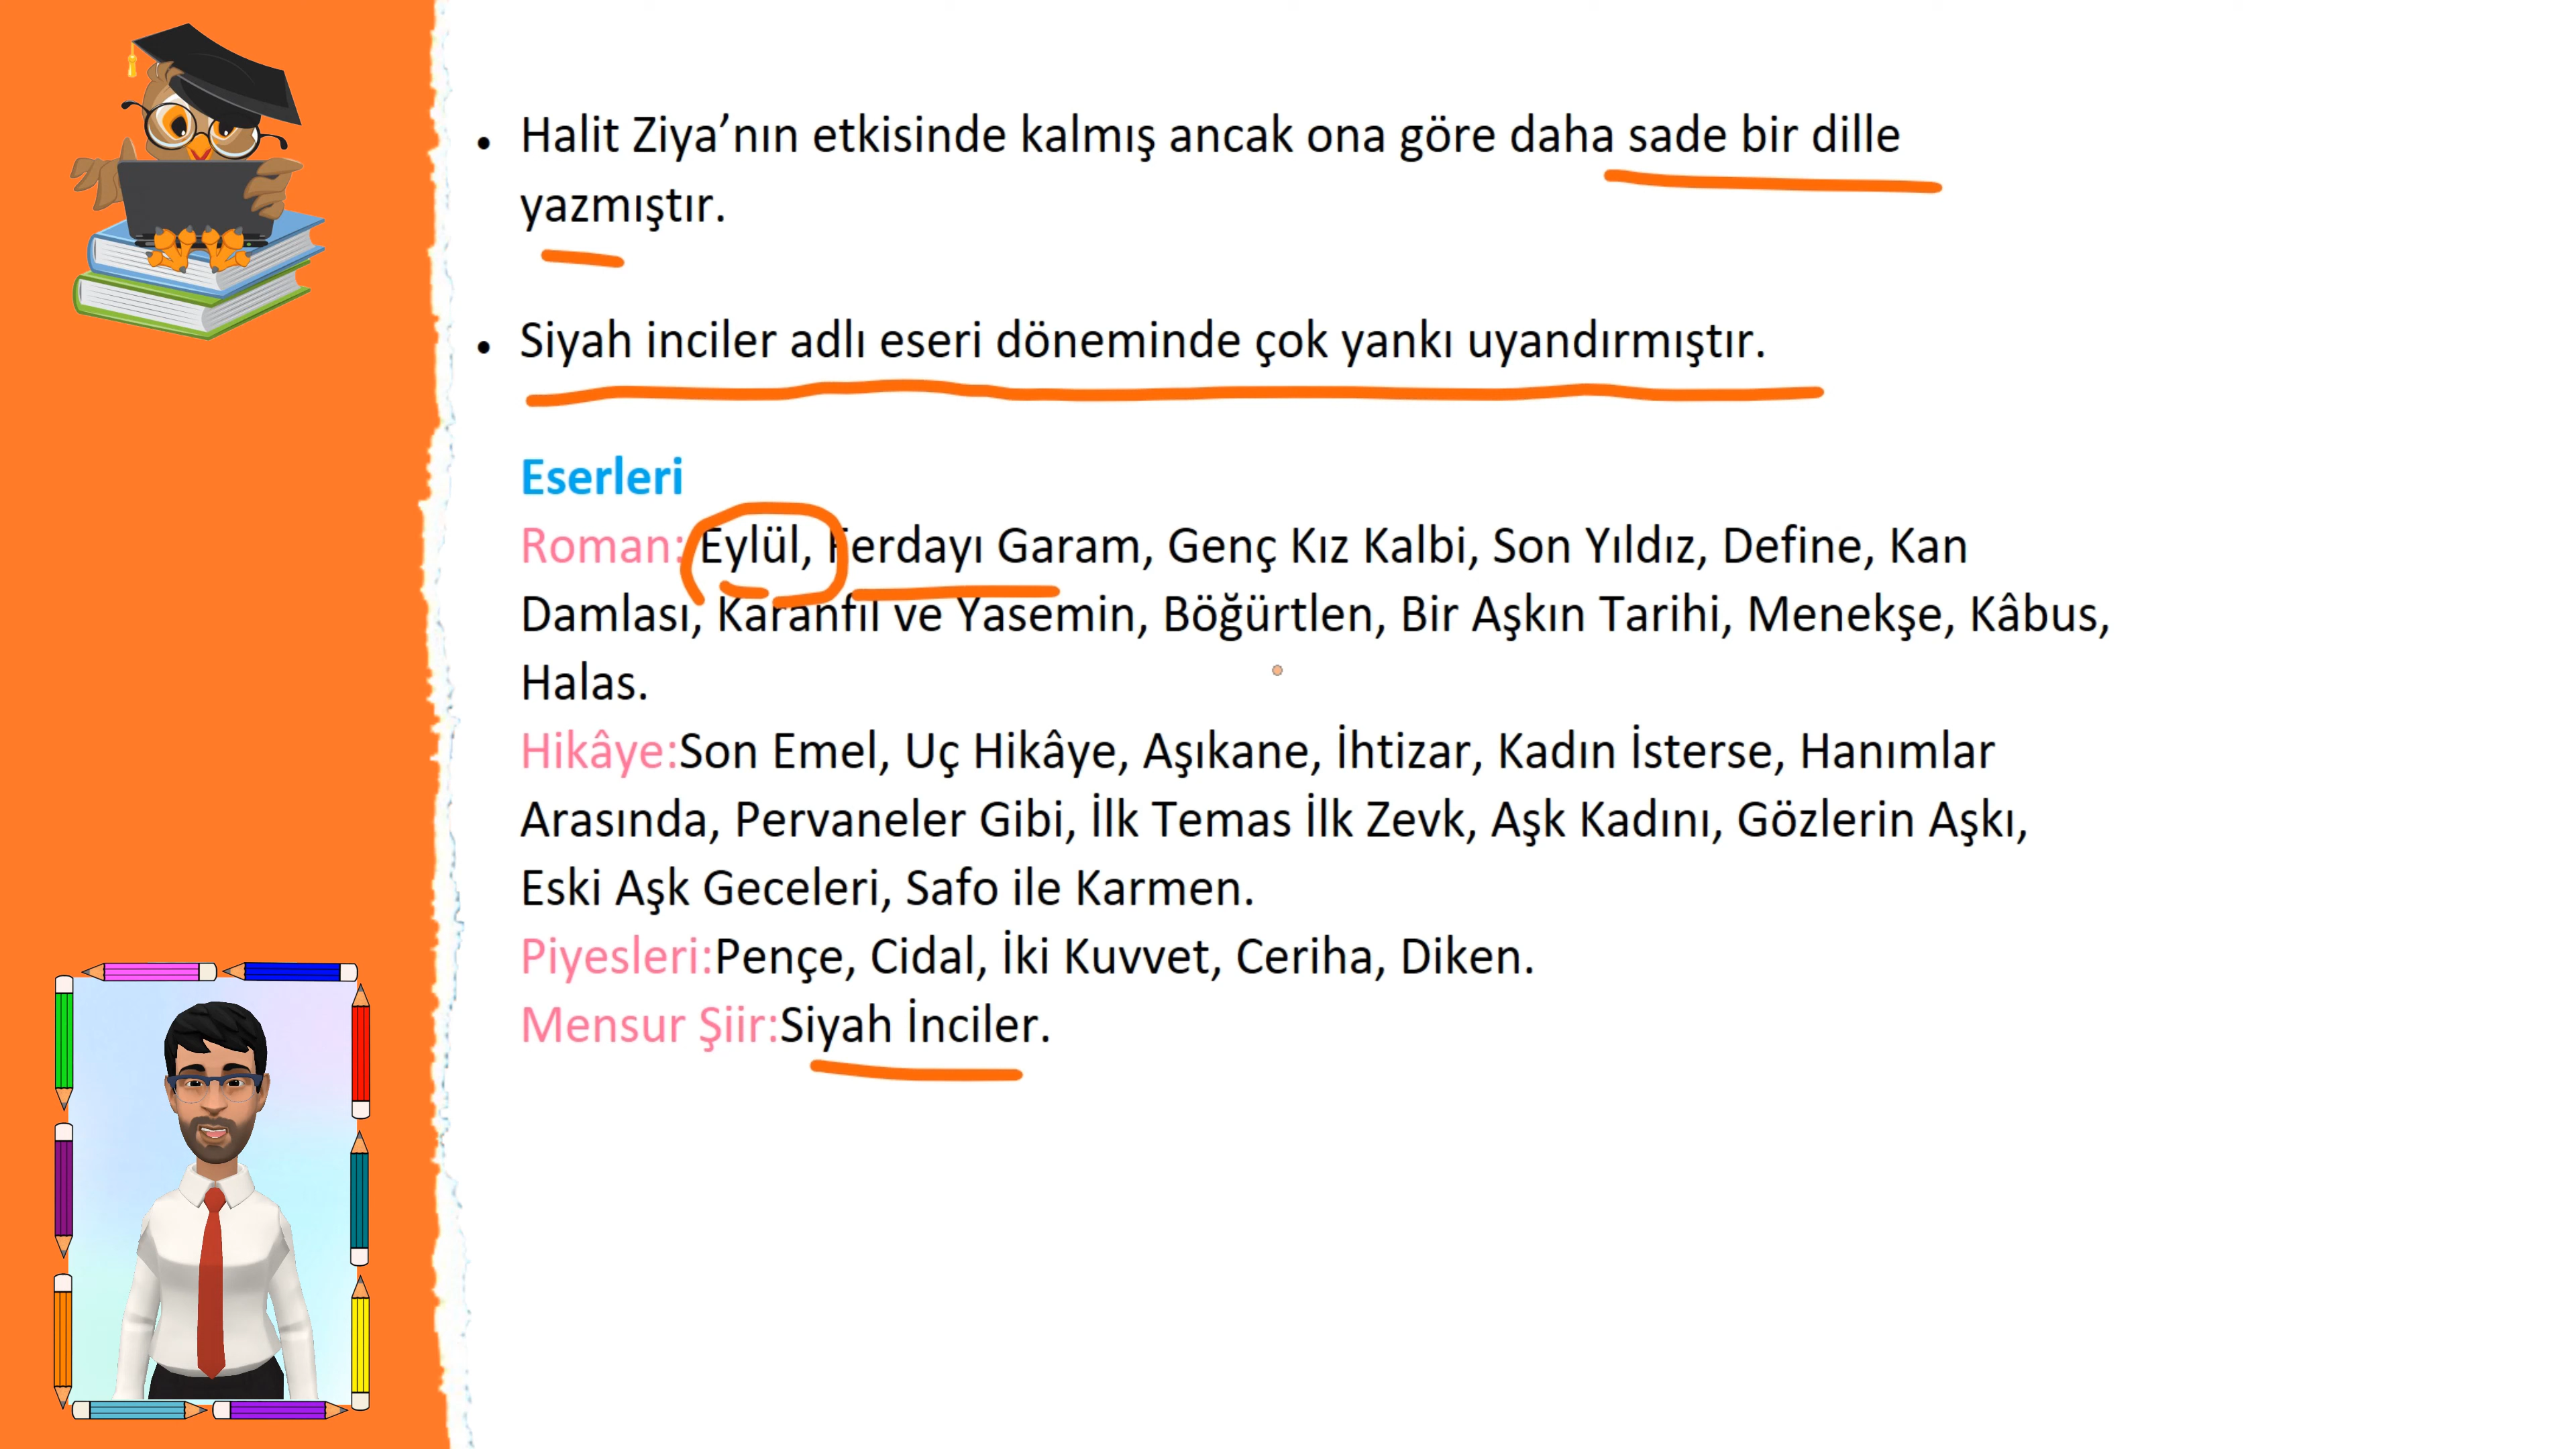 • Halit Ziya’nın etkisinde kalmış ancak ona göre daha sade bir dille
yazmıştır.
• Siyah inciler adlı eseri döneminde çok yankı uyandırmıştır.
Eserleri
Roman: Eylül, Ferdayı Garam, Genç Kız Kalbi, Son Yıldız, Define, Kan
Damlası, Karanfil ve Yasemin, Böğürtlen, Bir Aşkın Tarihi, Menekşe, Kâbus,
Halas.
Hikâye:Son Emel, Uç Hikâye, Aşıkane, İhtizar, Kadın İsterse, Hanımlar
Arasında, Pervaneler Gibi, İlk Temas İlk Zevk, Aşk Kadını, Gözlerin Aşkı,
Eski Aşk Geceleri, Safo ile Karmen.
Piyesleri:Pençe, Cidal, İki Kuvvet, Ceriha, Diken.
Mensur Şiir:Siyah İnciler.